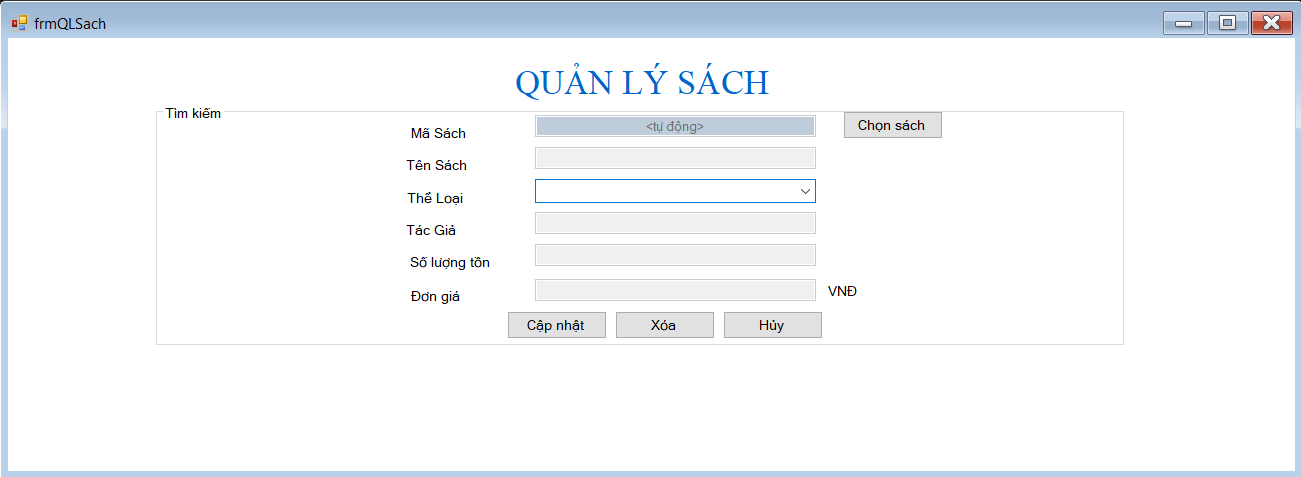 frmQLSach
QUẢN LÝ SÁCH
Tìm kiếm
Mã Sách <tự động> Chọn sách
Tên Sách
Thể Loại
Tác Giả
Số lượng tồn
Đơn giá VNĐ
Cập nhật Xóa Hủy